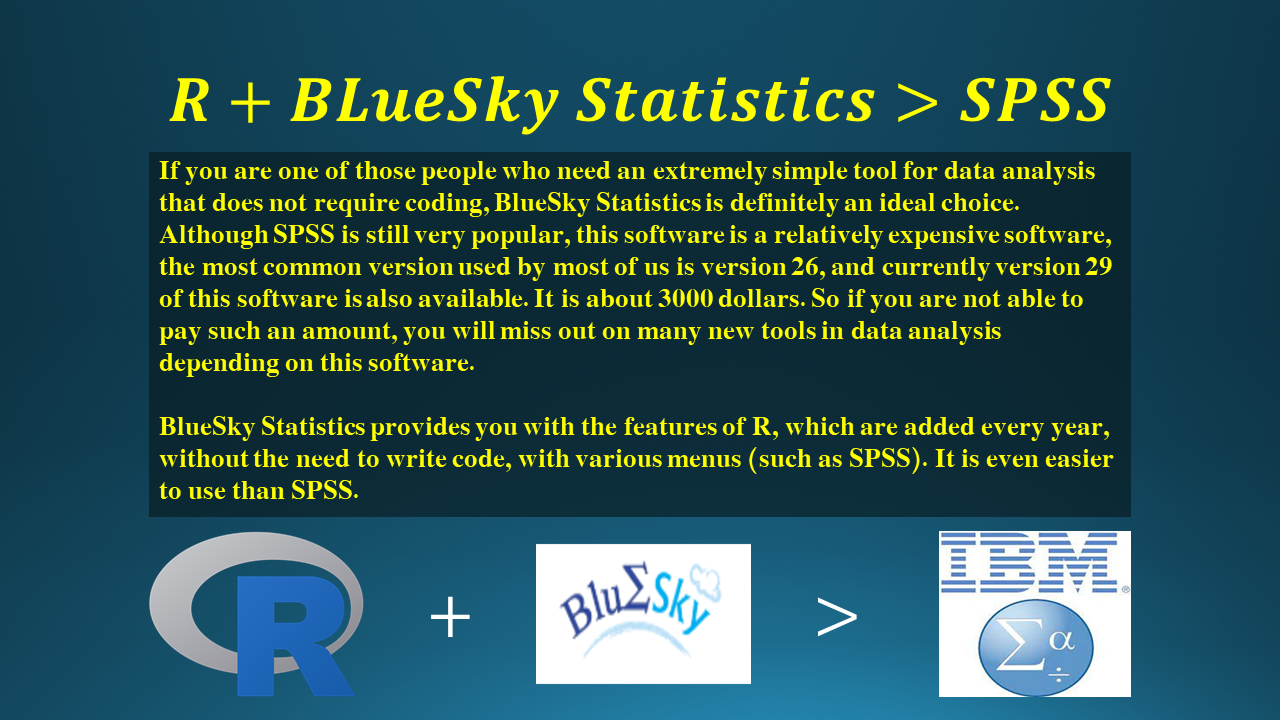 R + BLueSky Statistics > SPSS
If you are one of those people who need an extremely simple tool for data analysis
that does not require coding, BlueSky Statistics is definitely an ideal choice.
Although SPSS is still very popular, this software is a relatively expensive software,
the most common version used by most of us is version 26, and currently version 29
of this software is also available. It is about 3000 dollars. So if you are not able to
pay such an amount, you will miss out on many new tools in data analysis
depending on this software.
BlueSky Statistics provides you with the features of R, which are added every year,
without the need to write code, with various menus (such as SPSS). It is even easier
to use than SPSS.
R + BluΣSky > IBM®
Σ α ÷